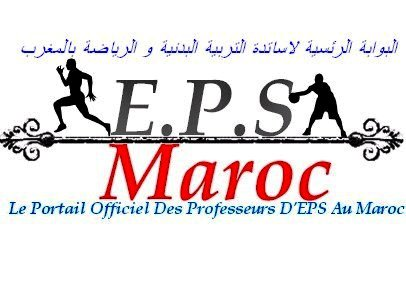 البوابة الرئسية لاساتذة التربية البدنية و الرياضة بالمغرب
E.P.S
Maroc
Le Portail Officiel Des Professeurs D'EPS Au Maroc